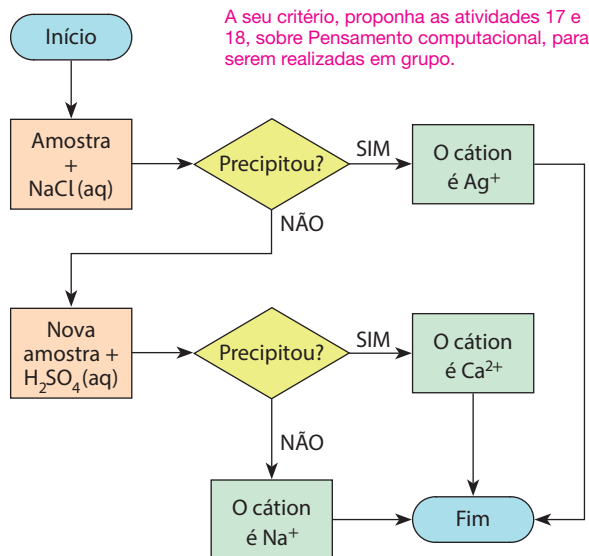 Início
A seu critério, proponha as atividades 17 e
18, sobre Pensamento computacional, para
serem realizadas em grupo.
Amostra
+
NaCl (aq)
Precipitou?
SIM
O cátion
é Ag⁺
NÃO
Nova
amostra +
H₂SO₄ (aq)
Precipitou?
SIM
O cátion
é Ca²⁺
NÃO
O cátion
é Na⁺
Fim